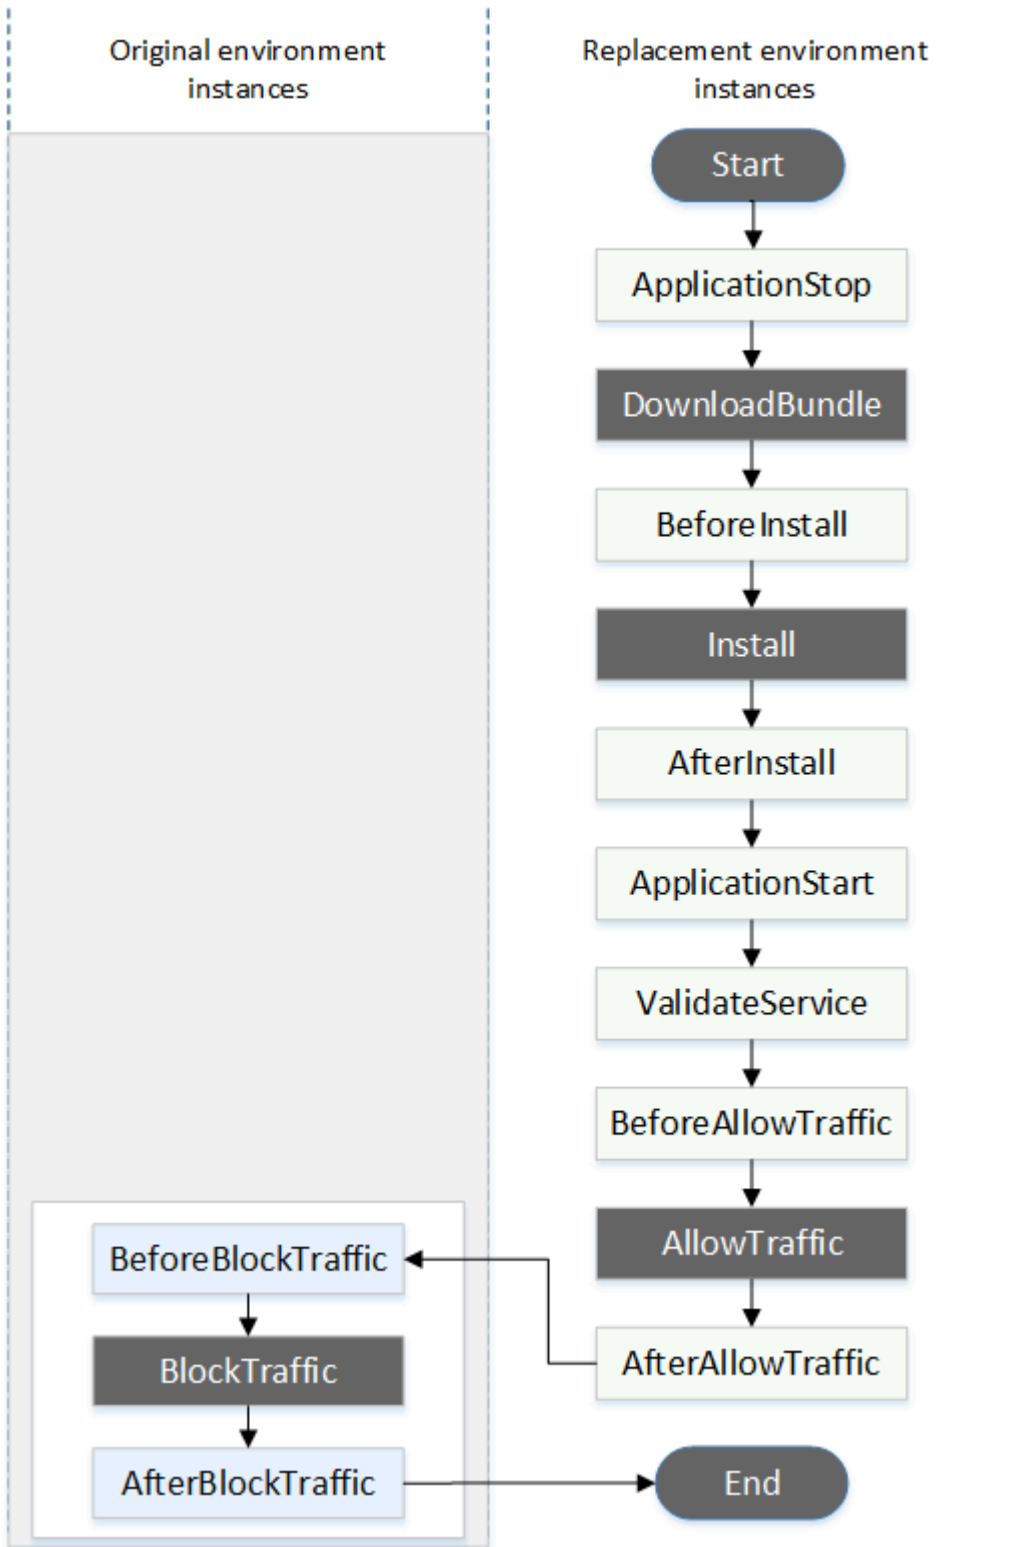 Original environment
instances
Replacement environment
instances
Start
ApplicationStop
DownloadBundle
BeforeInstall
Install
AfterInstall
ApplicationStart
ValidateService
BeforeAllowTraffic
AllowTraffic
AfterAllowTraffic
BeforeBlockTraffic
BlockTraffic
AfterBlockTraffic
End